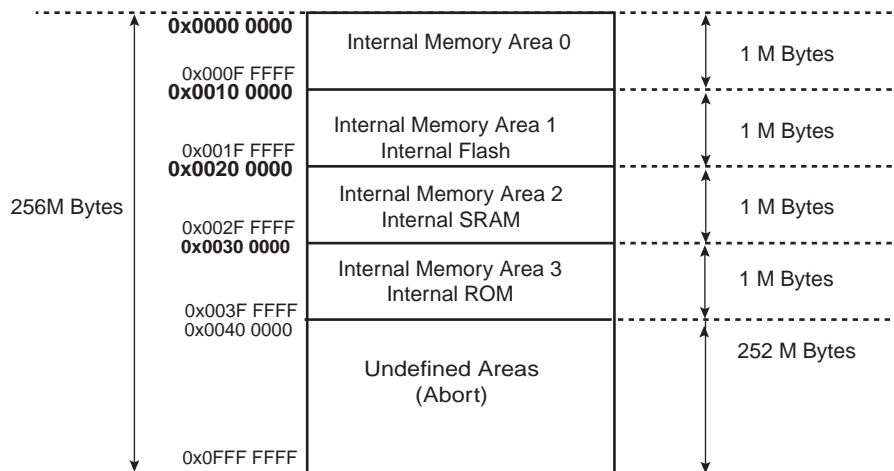 0x0000 0000
Internal Memory Area 0
1 M Bytes
0x000F FFFF
0x0010 0000
Internal Memory Area 1
Internal Flash
1 M Bytes
0x001F FFFF
0x0020 0000
256M Bytes
Internal Memory Area 2
Internal SRAM
1 M Bytes
0x002F FFFF
0x0030 0000
Internal Memory Area 3
Internal ROM
1 M Bytes
0x003F FFFF
0x0040 0000
252 M Bytes
Undefined Areas
(Abort)
0x0FFF FFFF